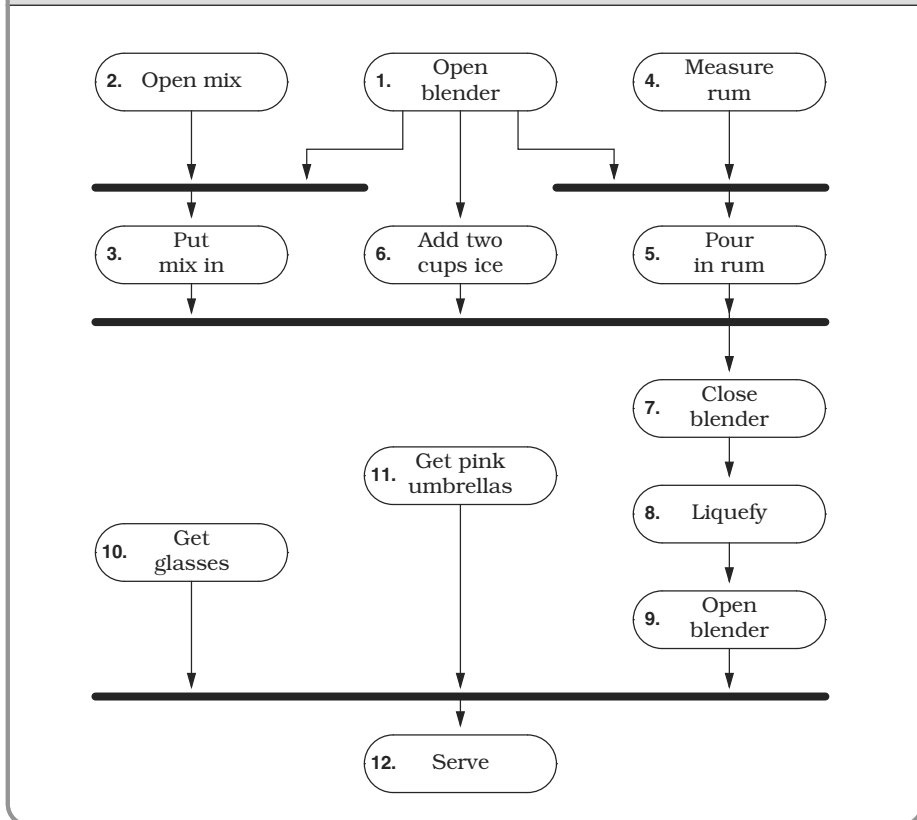 2. Open mix
1. Open
blender
4. Measure
rum
3. Put
mix in
6. Add two
cups ice
5. Pour
in rum
7. Close
blender
11. Get pink
umbrellas
8. Liquefy
10. Get
glasses
9. Open
blender
12. Serve